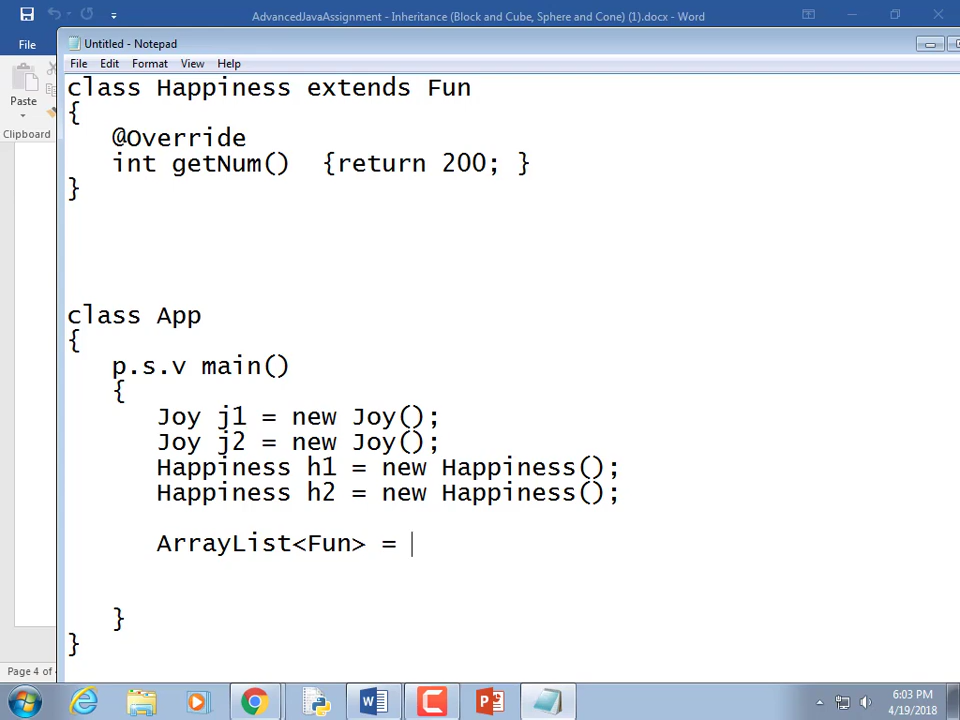 AdvancedJavaAssignment - Inheritance (Block and Cube, Sphere and Cone) (1).docx - Word
File
Untitled - Notepad
File Edit Format View Help
Paste
Clipboard
class Happiness extends Fun
{
@Override
int getNum() {return 200; }
}
class App
{
p.s.v main()
{
Joy j1 = new Joy();
Joy j2 = new Joy();
Happiness h1 = new Happiness();
Happiness h2 = new Happiness();
ArrayList<Fun> =
}
}
Page 4 of
6:03 PM
4/19/2018